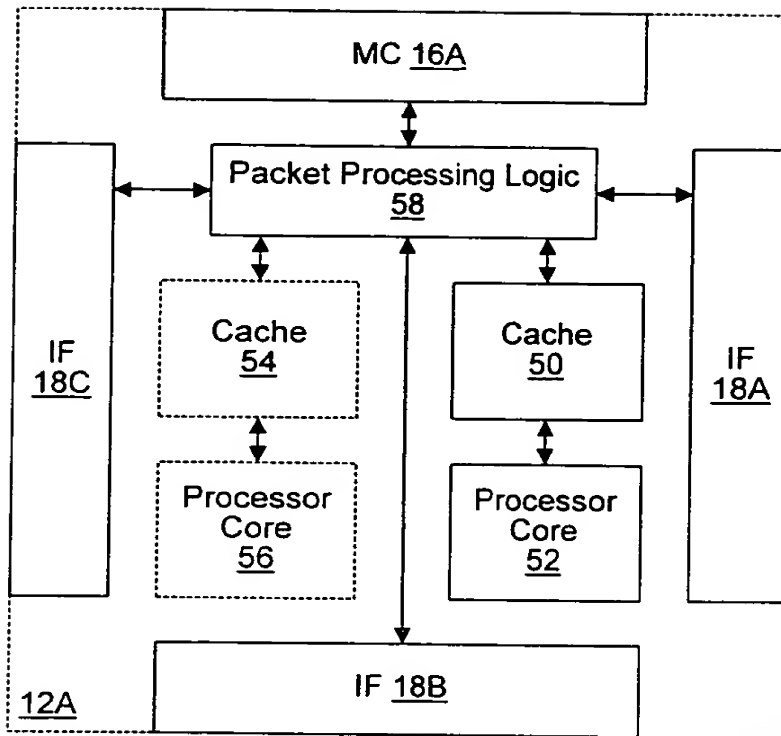 MC 16A
Packet Processing Logic
58
IF
18C
Cache
54
Cache
50
IF
18A
Processor
Core
56
Processor
Core
52
IF 18B
12A